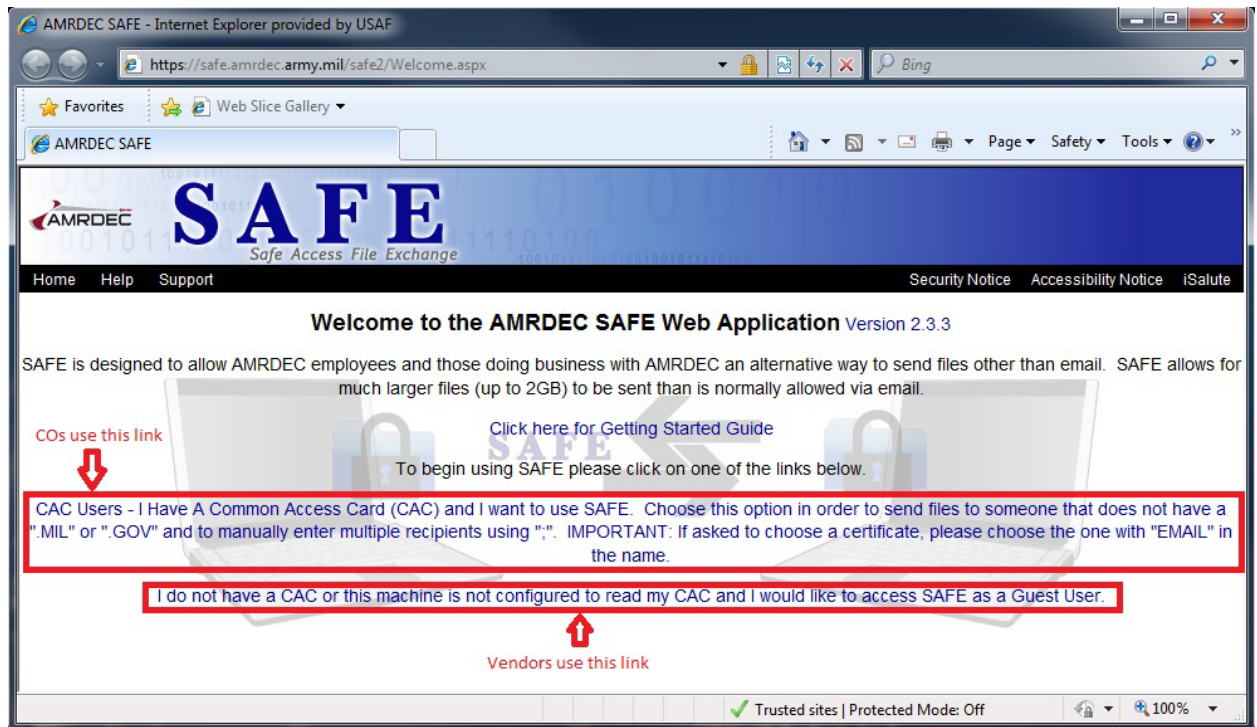 AMRDEC SAFE - Internet Explorer provided by USAF
https://safe.amrdec.army.mil/safe2/Welcome.aspx
Bing
Favorites
Web Slice Gallery
AMRDEC SAFE
Page
Safety
Tools
»
AMRDEC
SAFE
Safe Access File Exchange
Home
Help
Support
Security Notice
Accessibility Notice
iSalute
Welcome to the AMRDEC SAFE Web Application Version 2.3.3
SAFE is designed to allow AMRDEC employees and those doing business with AMRDEC an alternative way to send files other than email. SAFE allows for
much larger files (up to 2GB) to be sent than is normally allowed via email.
Click here for Getting Started Guide
SAFE
COs use this link
To begin using SAFE please click on one of the links below.
CAC Users - I Have A Common Access Card (CAC) and I want to use SAFE. Choose this option in order to send files to someone that does not have a
".MIL" or ".GOV" and to manually enter multiple recipients using ";". IMPORTANT: If asked to choose a certificate, please choose the one with "EMAIL" in
the name.
I do not have a CAC or this machine is not configured to read my CAC and I would like to access SAFE as a Guest User.
Vendors use this link
Trusted sites | Protected Mode: Off
100%